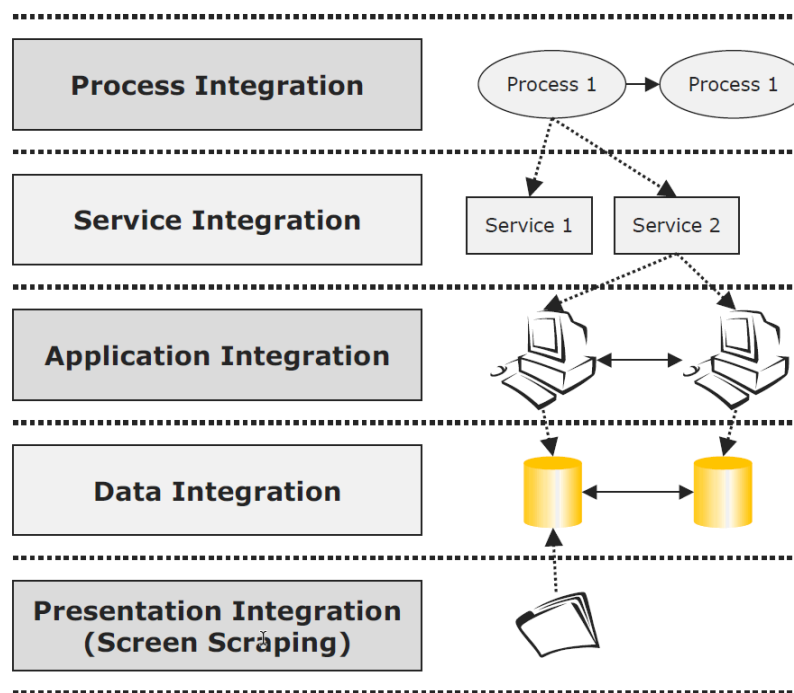 Process Integration
Process 1
Process 1
Service Integration
Service 1
Service 2
Application Integration
Data Integration
Presentation Integration
(Screen Scraping)